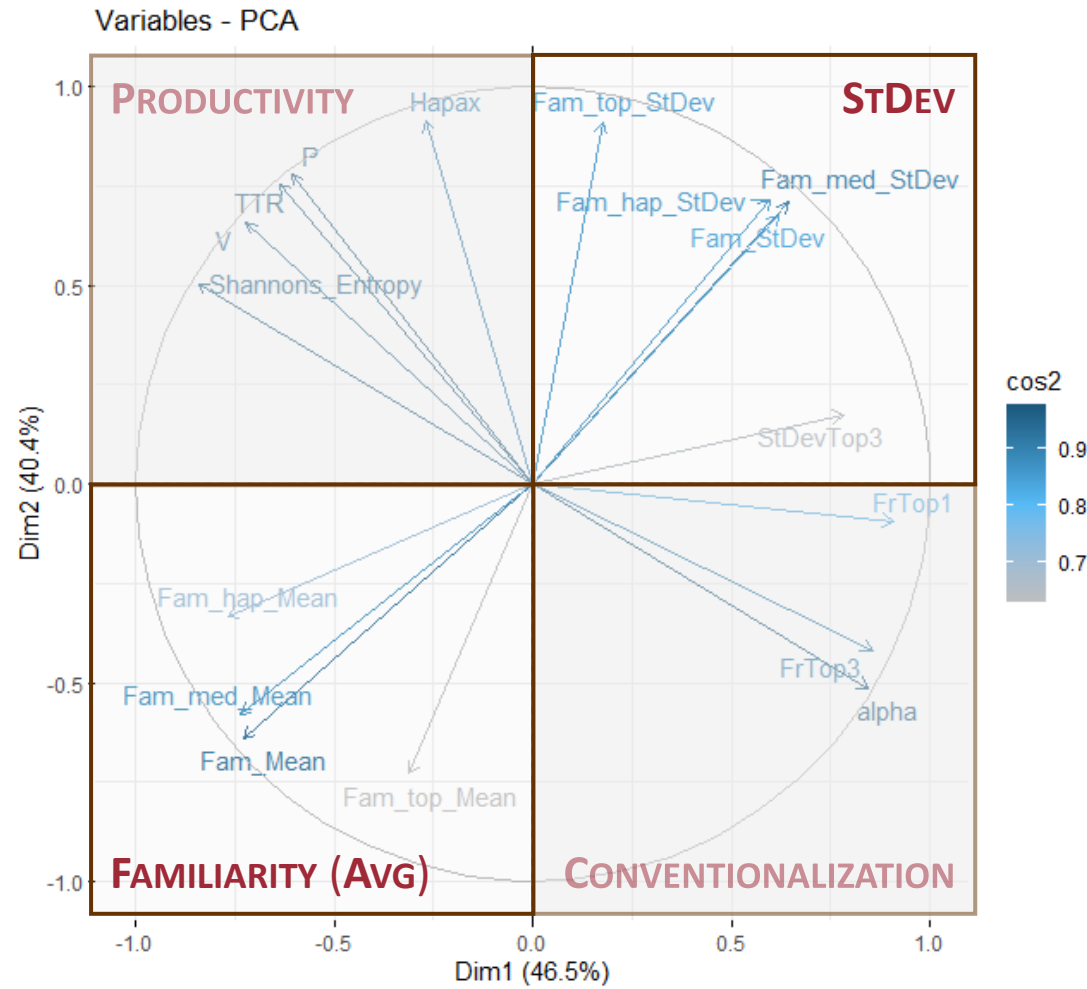 Variables - PCA
PRODUCTIVITY
STDEV
Hapax
Fam_top_StDev
P
Fam_med_StDev
TTR
Fam_hap_StDev
V
Fam_StDev
Shannons_Entropy
StDevTop3
FrTop1
Fam_hap_Mean
FrTop3
Fam_med_Mean
alpha
Fam_Mean
Fam_top_Mean
FAMILIARITY (AVG)
CONVENTIONALIZATION
1.0
0.5
0.0
-0.5
-1.0
Dim2 (40.4%)
-1.0 -0.5 0.0 0.5 1.0
Dim1 (46.5%)
cos2
0.9
0.8
0.7